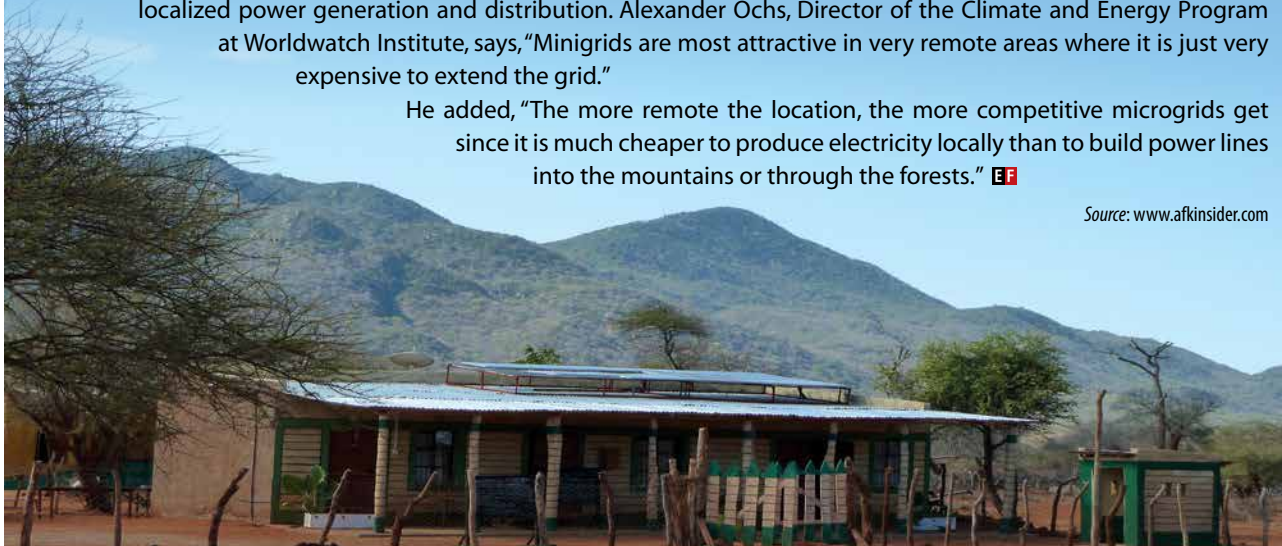 localized power generation and distribution. Alexander Ochs, Director of the Climate and Energy Program
at Worldwatch Institute, says, “Minigrids are most attractive in very remote areas where it is just very
expensive to extend the grid.”
He added, “The more remote the location, the more competitive microgrids get
since it is much cheaper to produce electricity locally than to build power lines
into the mountains or through the forests.” EF
Source: www.afkinsider.com